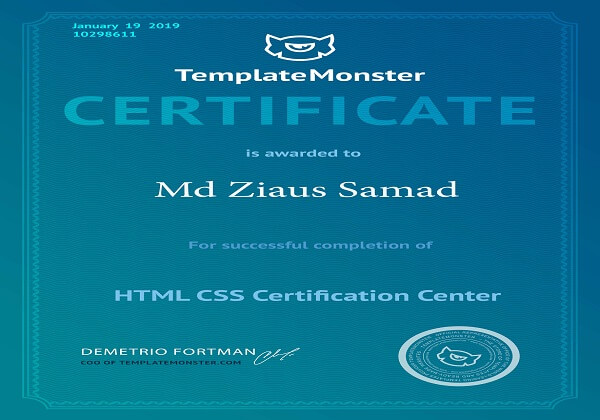 January 19 2019
10298611
TemplateMonster
CERTIFICATE
is awarded to
Md Ziaus Samad
For successful completion of
HTML CSS Certification Center
DEMETRIO FORTMAN
COO OF TEMPLATEMONSTER.COM